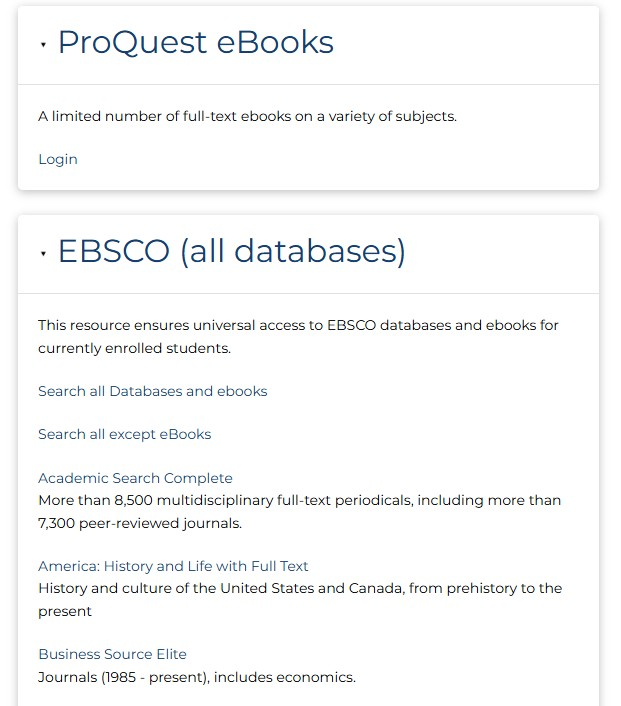 ProQuest eBooks
A limited number of full-text ebooks on a variety of subjects.
Login
EBSCO (all databases)
This resource ensures universal access to EBSCO databases and ebooks for
currently enrolled students.
Search all Databases and ebooks
Search all except eBooks
Academic Search Complete
More than 8,500 multidisciplinary full-text periodicals, including more than
7,300 peer-reviewed journals.
America: History and Life with Full Text
History and culture of the United States and Canada, from prehistory to the
present
Business Source Elite
Journals (1985 - present), includes economics.